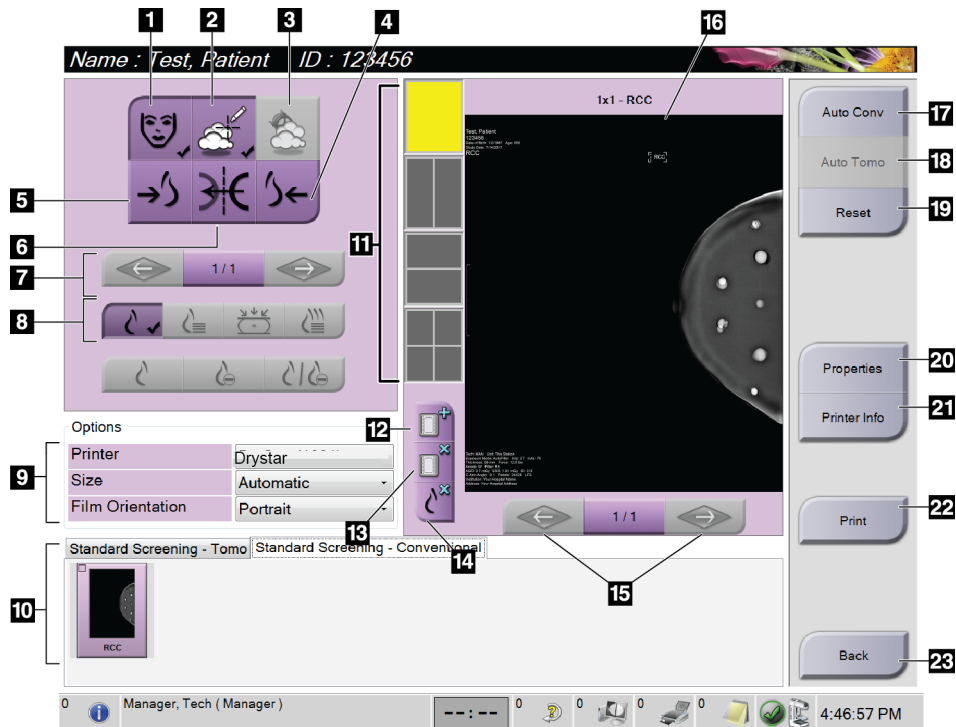 1
2
3
4
16
Name : Test, Patient ID : 123456
5
6
7
1 / 1
8
11
1x1 - RCC
Test, Patient
123456
RCC
RCC
Auto Conv
17
Auto Tomo
18
Reset
19
Properties
20
Printer Info
21
Options
Printer
Drystar
Size
Automatic
Film Orientation
Portrait
9
12
13
14
1 / 1
15
Print
22
Standard Screening - Tomo
Standard Screening - Conventional
10
RCC
Back
23
0
Manager, Tech ( Manager )
--:--
0
0
0
0
4:46:57 PM